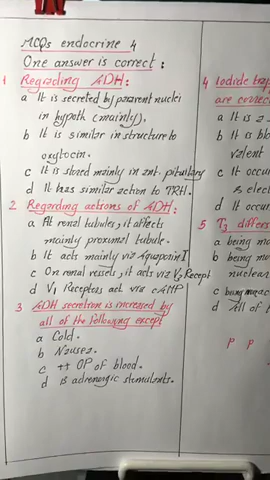 MCQs endocrine 4
One answer is correct:
1 Regarding ADH:
a It is secreted by paravent nuclei
in hypoth (mainly).
b It is similar in structure to
oxytocin.
c It is stored mainly in ant. pituitary
d It has similar action to TRH.
2 Regarding actions of ADH:
a At renal tubules, it affects
mainly proximal tubule.
b It acts mainly via Aquaporin I
c On renal vessels, it acts via V2 Recept
d V1 Receptors act via cAMP
3 ADH secretion is increased by
all of the following except
a Cold.
b Nausea.
c ++ OP of blood.
d B adrenergic stimulants.
4 Iodide
are correct
a It is a
b It is
valent
c It occur
& elect
d It occur
5 T3 differs
a being mo
b being mo
nuclear
c being
d All of
P P